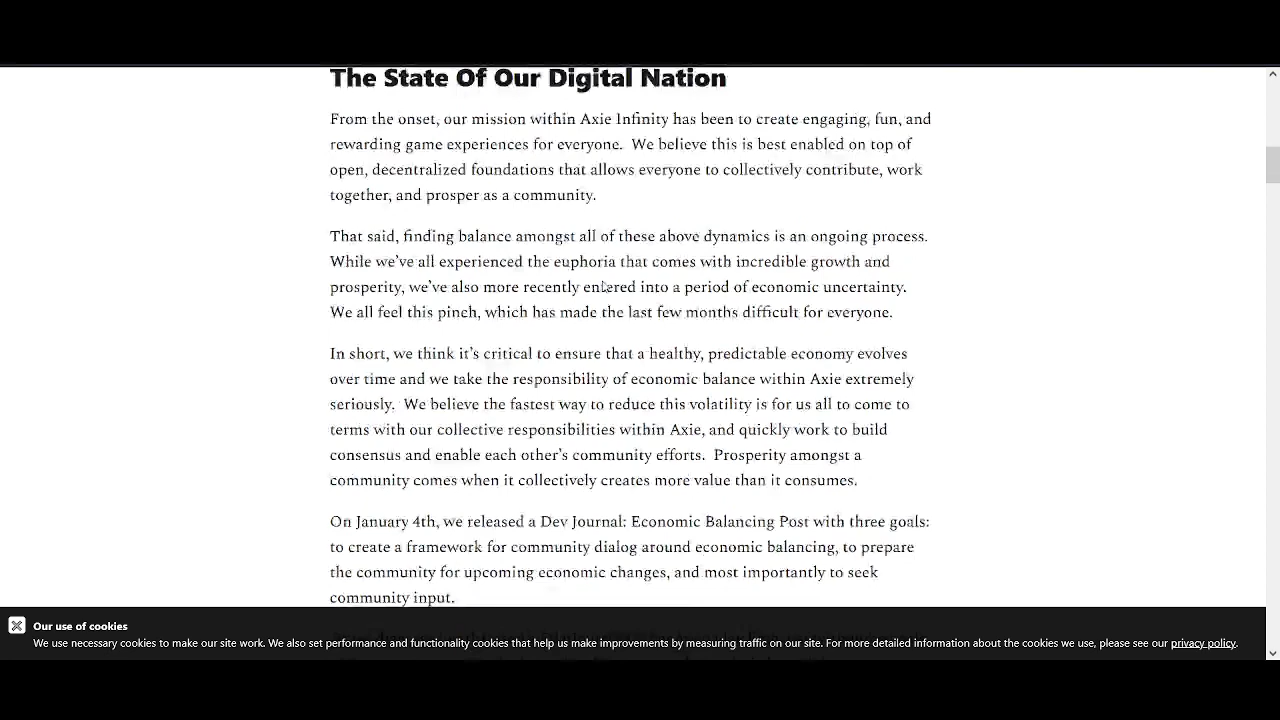 The State Of Our Digital Nation
From the onset, our mission within Axie Infinity has been to create engaging, fun, and
rewarding game experiences for everyone.  We believe this is best enabled on top of
open, decentralized foundations that allows everyone to collectively contribute, work
together, and prosper as a community.
That said, finding balance amongst all of these above dynamics is an ongoing process.
While we've all experienced the euphoria that comes with incredible growth and
prosperity, we've also more recently entered into a period of economic uncertainty.
We all feel this pinch, which has made the last few months difficult for everyone.
In short, we think it's critical to ensure that a healthy, predictable economy evolves
over time and we take the responsibility of economic balance within Axie extremely
seriously.  We believe the fastest way to reduce this volatility is for us all to come to
terms with our collective responsibilities within Axie, and quickly work to build
consensus and enable each other's community efforts.  Prosperity amongst a
community comes when it collectively creates more value than it consumes.
On January 4th, we released a Dev Journal: Economic Balancing Post with three goals:
to create a framework for community dialog around economic balancing, to prepare
the community for upcoming economic changes, and most importantly to seek
community input.
Our use of cookies
We use necessary cookies to make our site work. We also set performance and functionality cookies that help us make improvements by measuring traffic on our site. For more detailed information about the cookies we use, please see our privacy policy.